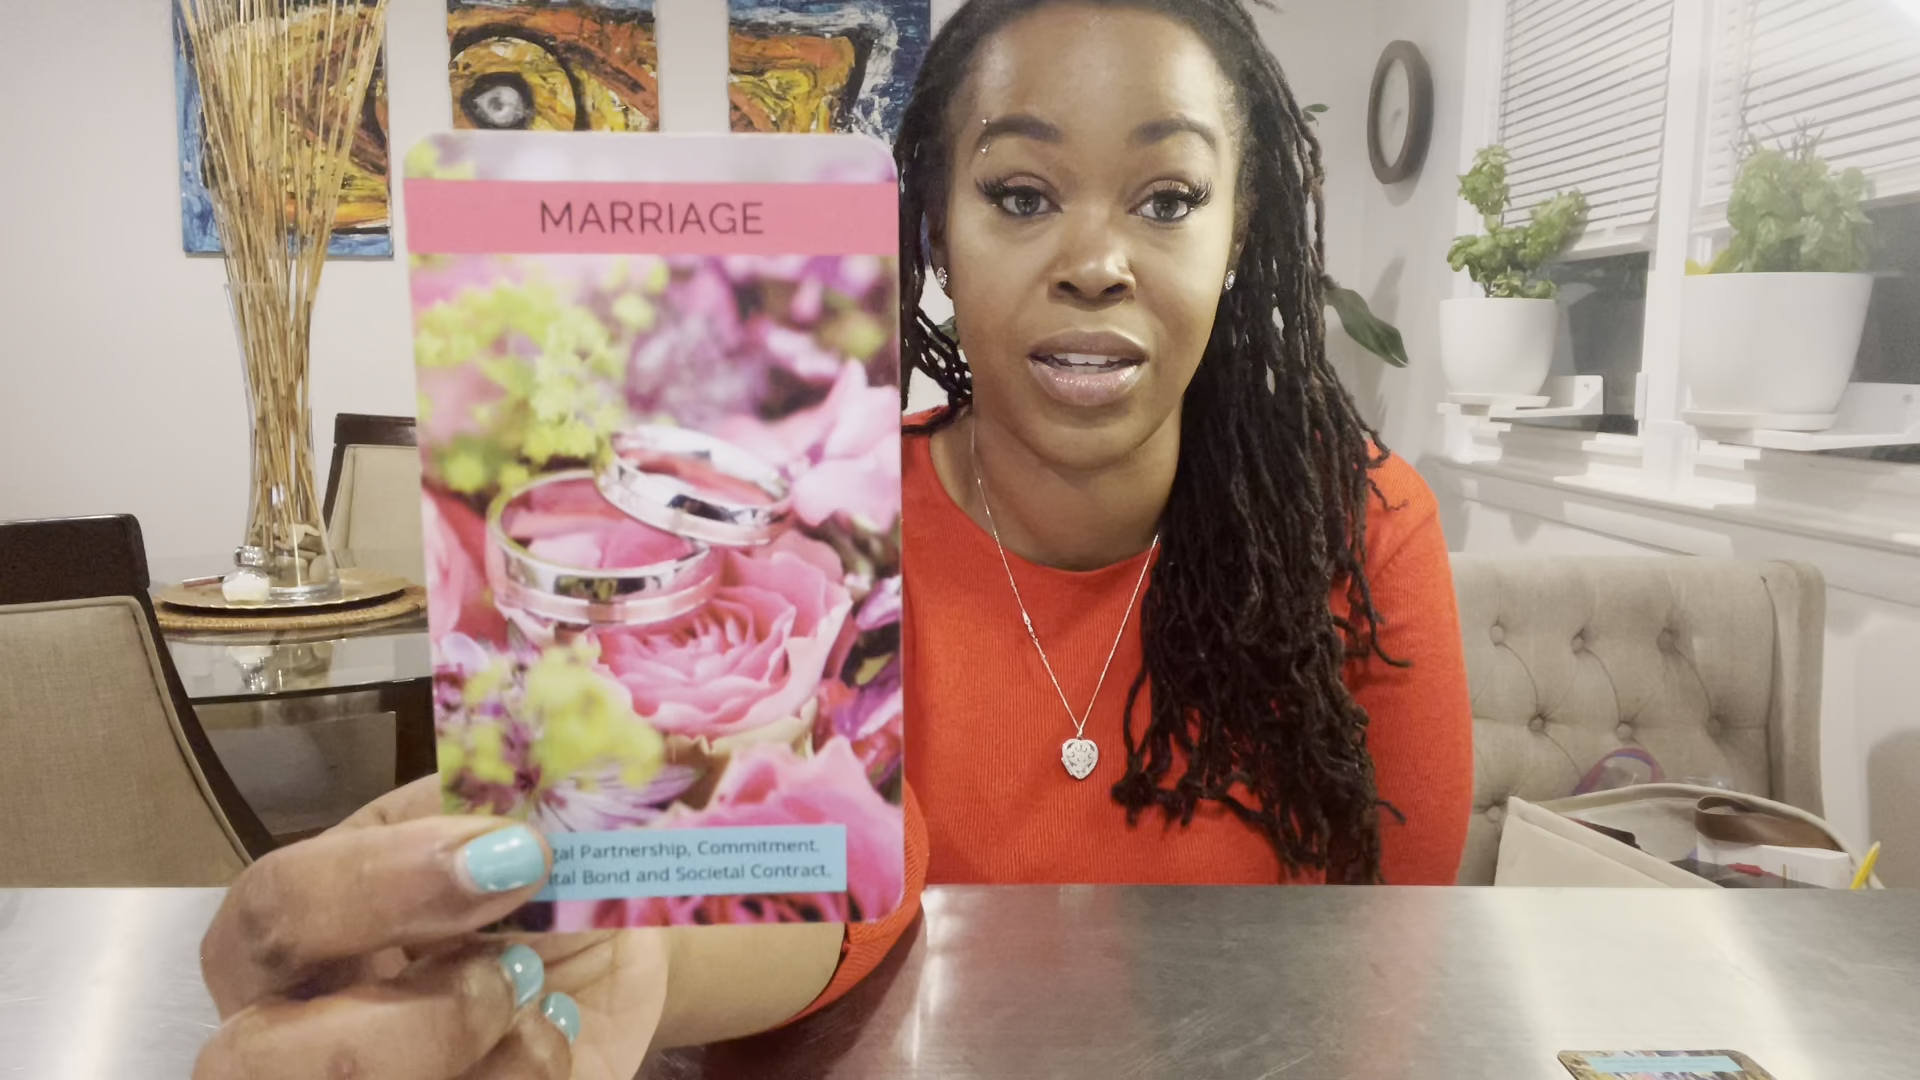 MARRIAGE
Partnership, Commitment.
Bond and Societal Contract.